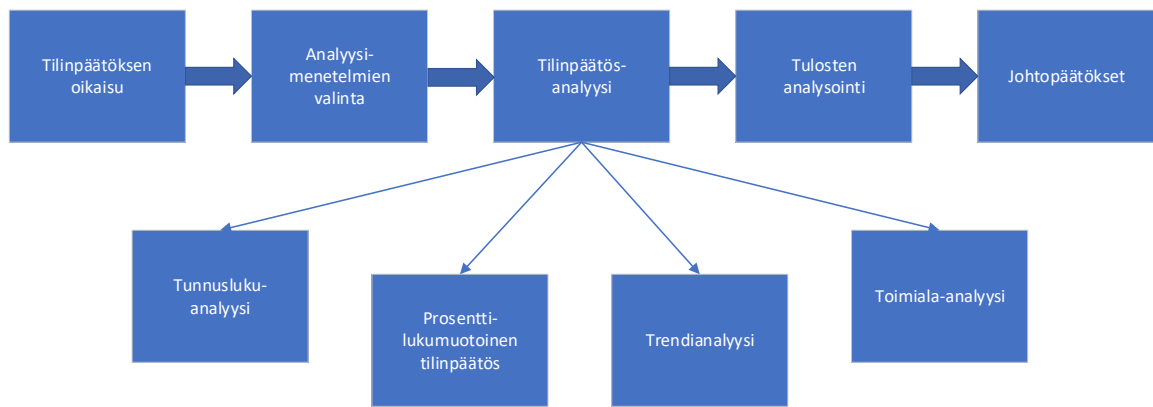 Tilinpäätöksen
oikaisu
Analyysi-
menetelmien
valinta
Tilinpäätös-
analyysi
Tulosten
analysointi
Johtopäätökset
Tunnusluku-
analyysi
Prosentti-
lukumuotoinen
tilinpäätös
Trendianalyysi
Toimiala-analyysi